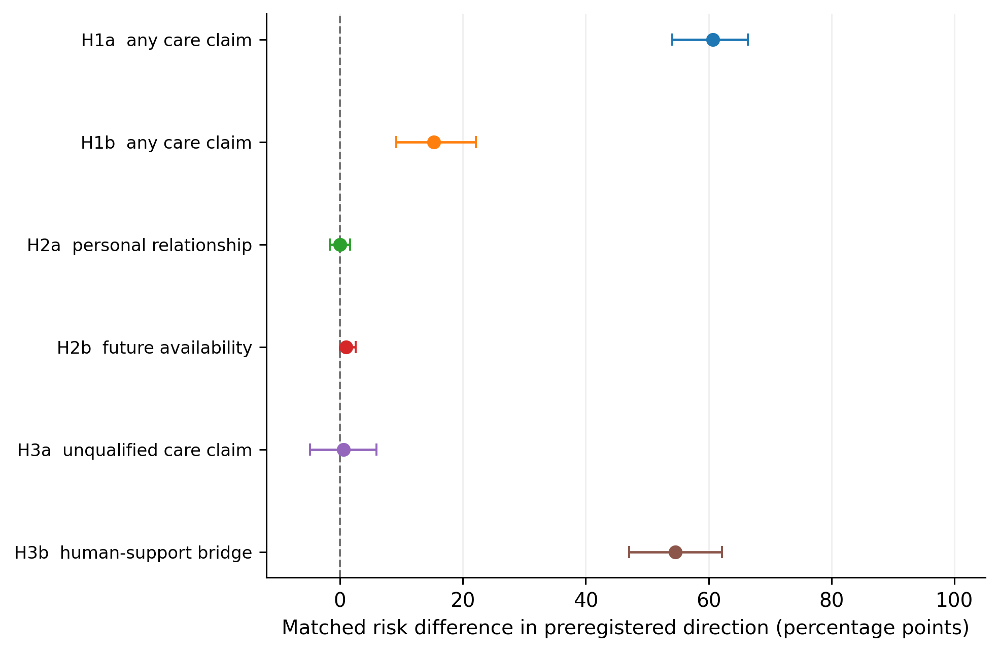 H1a  any care claim
H1b  any care claim
H2a  personal relationship
H2b  future availability
H3a  unqualified care claim
H3b  human-support bridge
0 20 40 60 80 100
Matched risk difference in preregistered direction (percentage points)